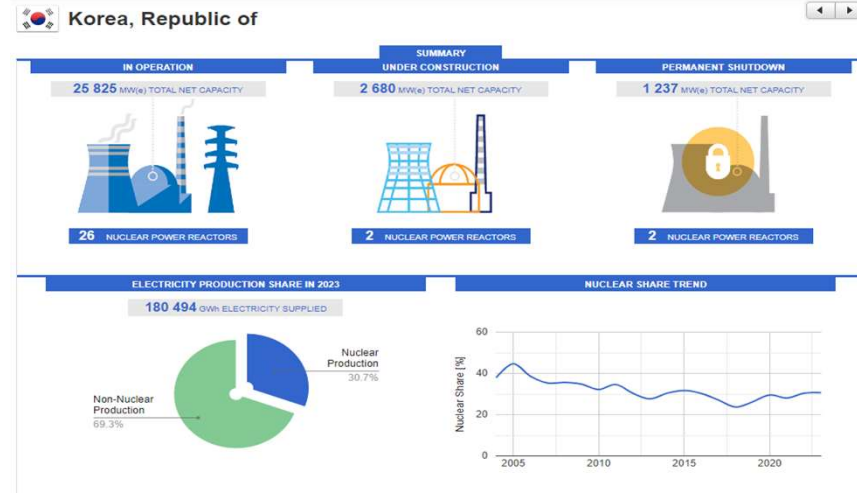 Korea, Republic of
SUMMARY
IN OPERATION
UNDER CONSTRUCTION
PERMANENT SHUTDOWN
25 825 MW(e) TOTAL NET CAPACITY
2 680 MW(e) TOTAL NET CAPACITY
1 237 MW(e) TOTAL NET CAPACITY
26 NUCLEAR POWER REACTORS
2 NUCLEAR POWER REACTORS
2 NUCLEAR POWER REACTORS
ELECTRICITY PRODUCTION SHARE IN 2023
180 494 GWh ELECTRICITY SUPPLIED
Nuclear
Production
30.7%
Non-Nuclear
Production
69.3%
NUCLEAR SHARE TREND
Nuclear Share [%]
60
40
20
0
2005
2010
2015
2020